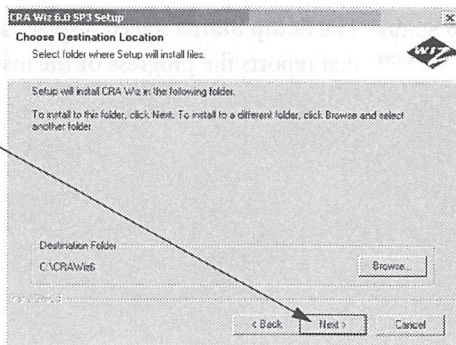 CRA Wiz 6.0 SP3 Setup
Choose Destination Location
Select folder where Setup will install files.
WIZ
Setup will install CRA Wiz in the following folder.
To install to this folder, click Next. To install to a different folder, click Browse and select
another folder.
Destination Folder
C:\CRAWiz6
Browse...
< Back
Next >
Cancel